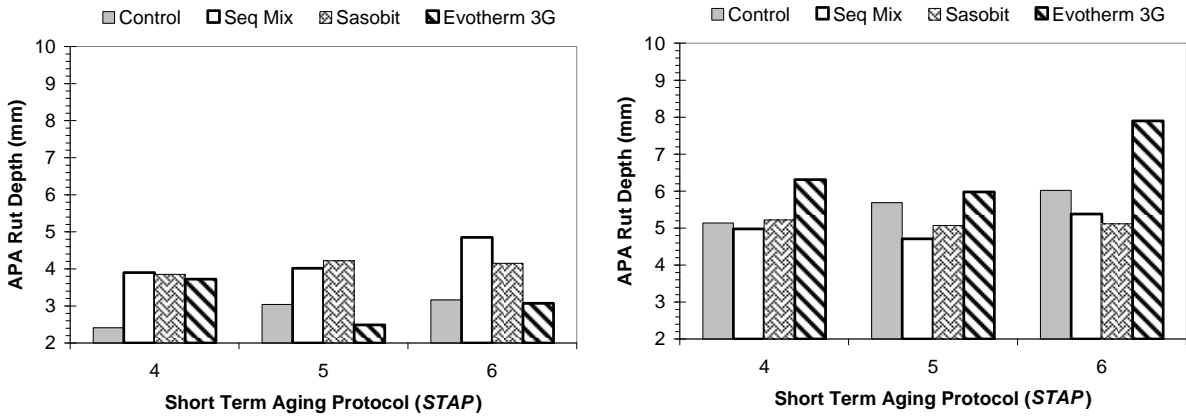 Control Seq Mix Sasobit Evotherm 3G
10
9
8
7
6
5
4
3
2
APA Rut Depth (mm)
4 5 6
Short Term Aging Protocol (STAP)
Control Seq Mix Sasobit Evotherm 3G
10
9
8
7
6
5
4
3
2
APA Rut Depth (mm)
4 5 6
Short Term Aging Protocol (STAP)